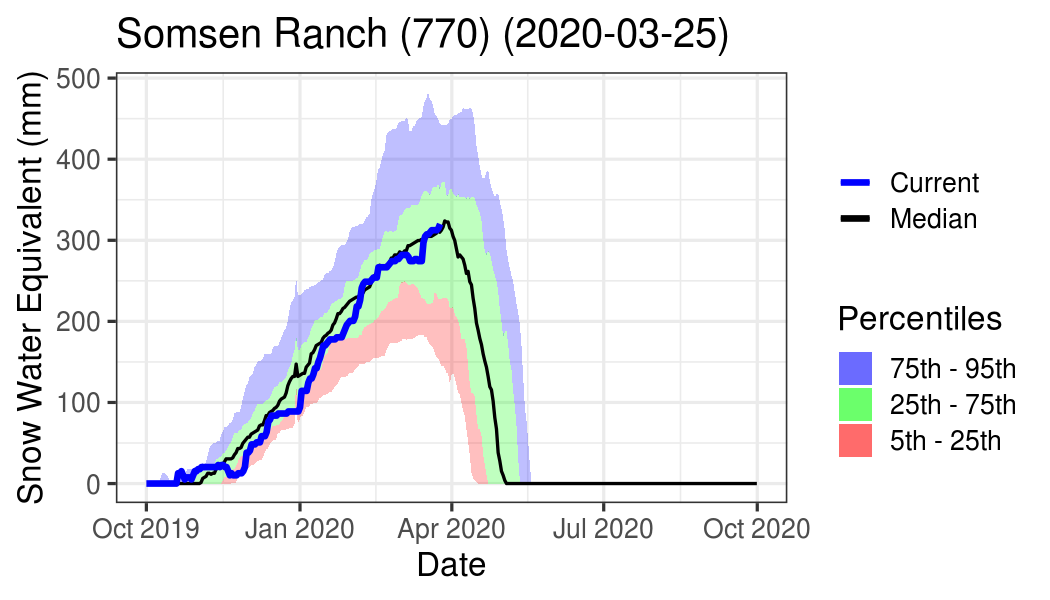 Somsen Ranch (770) (2020-03-25)
Snow Water Equivalent (mm)
500
400
300
200
100
0
Oct 2019
Jan 2020
Apr 2020
Jul 2020
Oct 2020
Date
Current
Median
Percentiles
75th - 95th
25th - 75th
5th - 25th